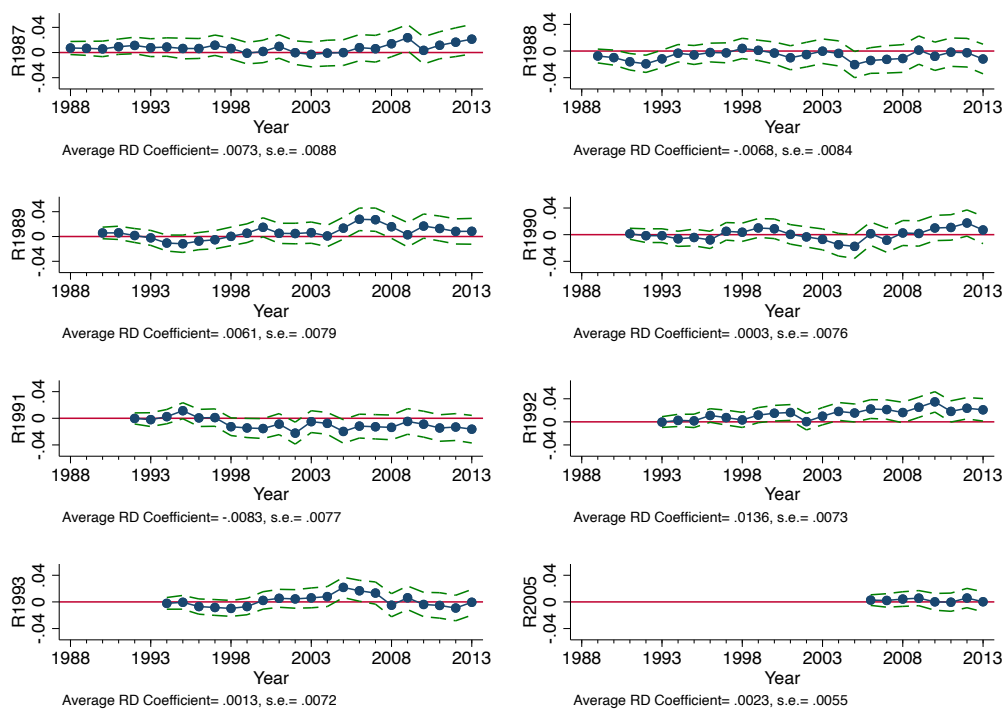 R1987
.04
0
-.04
1988 1993 1998 2003 2008 2013
Year
Average RD Coefficient= .0073, s.e.= .0088
R1988
.04
0
-.04
1988 1993 1998 2003 2008 2013
Year
Average RD Coefficient= -.0068, s.e.= .0084
R1989
.04
0
-.04
1988 1993 1998 2003 2008 2013
Year
Average RD Coefficient= .0061, s.e.= .0079
R1990
.04
0
-.04
1988 1993 1998 2003 2008 2013
Year
Average RD Coefficient= .0003, s.e.= .0076
R1991
.04
0
-.04
1988 1993 1998 2003 2008 2013
Year
Average RD Coefficient= -.0083, s.e.= .0077
R1992
.04
0
-.04
1988 1993 1998 2003 2008 2013
Year
Average RD Coefficient= .0136, s.e.= .0073
R1993
.04
0
-.04
1988 1993 1998 2003 2008 2013
Year
Average RD Coefficient= .0013, s.e.= .0072
R2005
.04
0
-.04
1988 1993 1998 2003 2008 2013
Year
Average RD Coefficient= .0023, s.e.= .0055